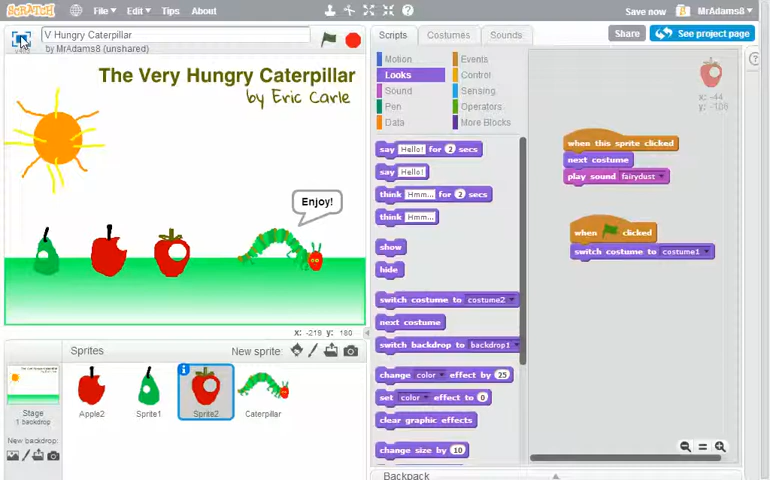 SCRATCH File Edit Tips About Save now MrAdams8
V Hungry Caterpillar
by MrAdams8 (unshared)
Scripts Costumes Sounds Share See project page
The Very Hungry Caterpillar
by Eric Carle
Enjoy!
x: -219 y: 180
Sprites New sprite:
Stage
1 backdrop
New backdrop:
Apple2 Sprite1 Sprite2 Caterpillar
Motion Events
Looks Control
Sound Sensing
Pen Operators
Data More Blocks
say Hello! for 2 secs
say Hello!
think Hmm... for 2 secs
think Hmm...
show
hide
switch costume to costume2
next costume
switch backdrop to backdrop1
change color effect by 25
set color effect to 0
clear graphic effects
change size by 10
x: -44
y: -106
when this sprite clicked
next costume
play sound fairydust
when clicked
switch costume to costume1
Backpack